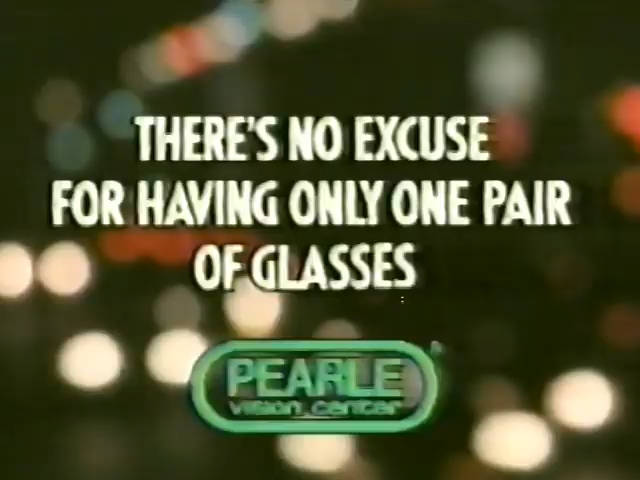 THERE'S NO EXCUSE
FOR HAVING ONLY ONE PAIR
OF GLASSES
PEARLE
vision center